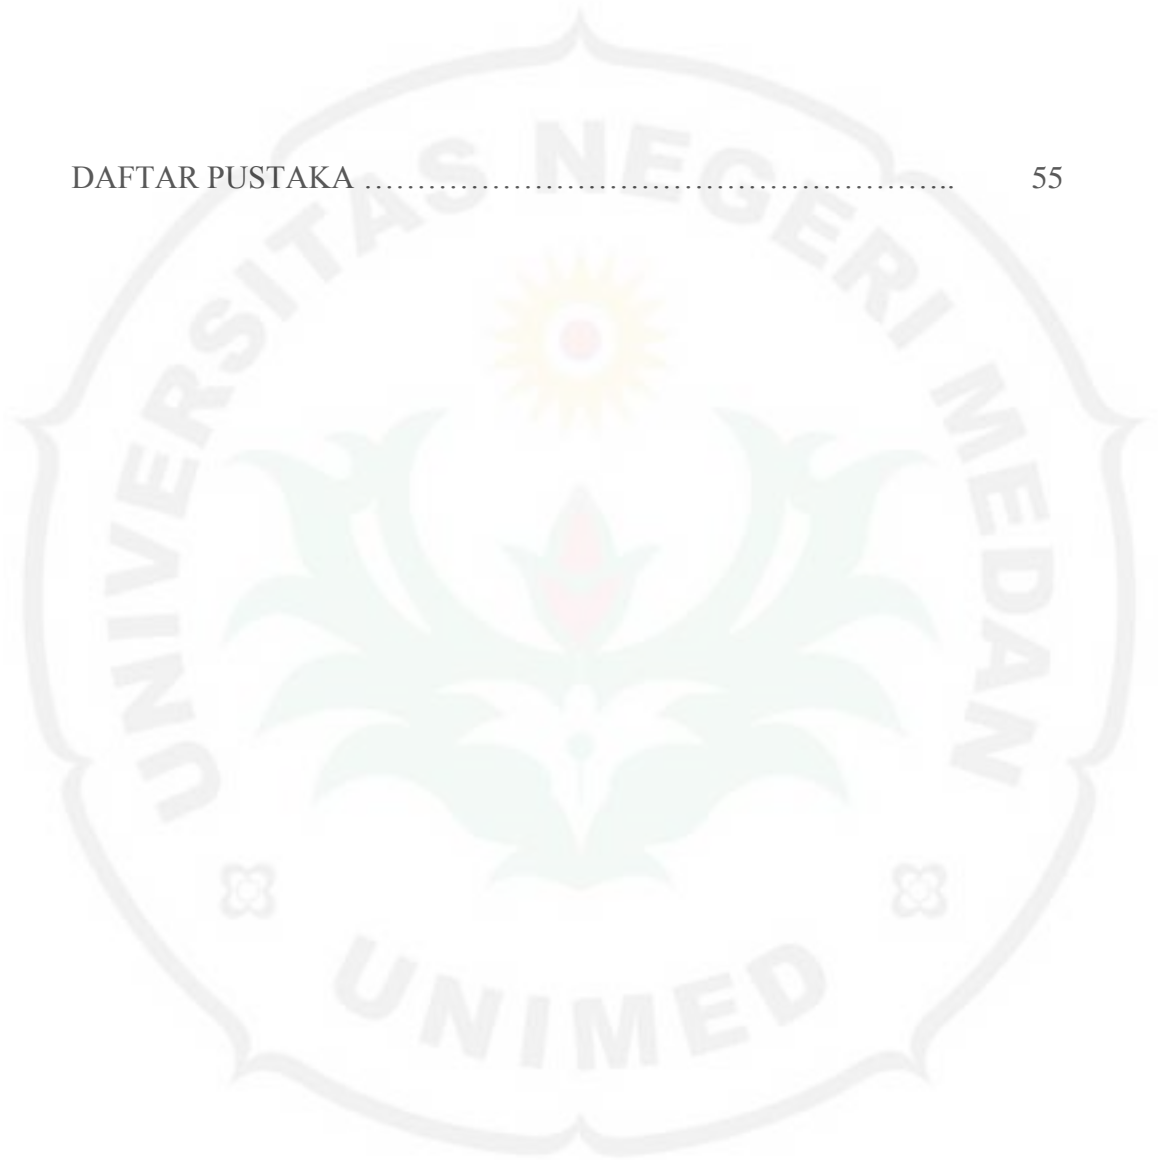 DAFTAR PUSTAKA ………………………………………………….. 55
UNIVERSITAS NEGERI MEDAN
UNIMED